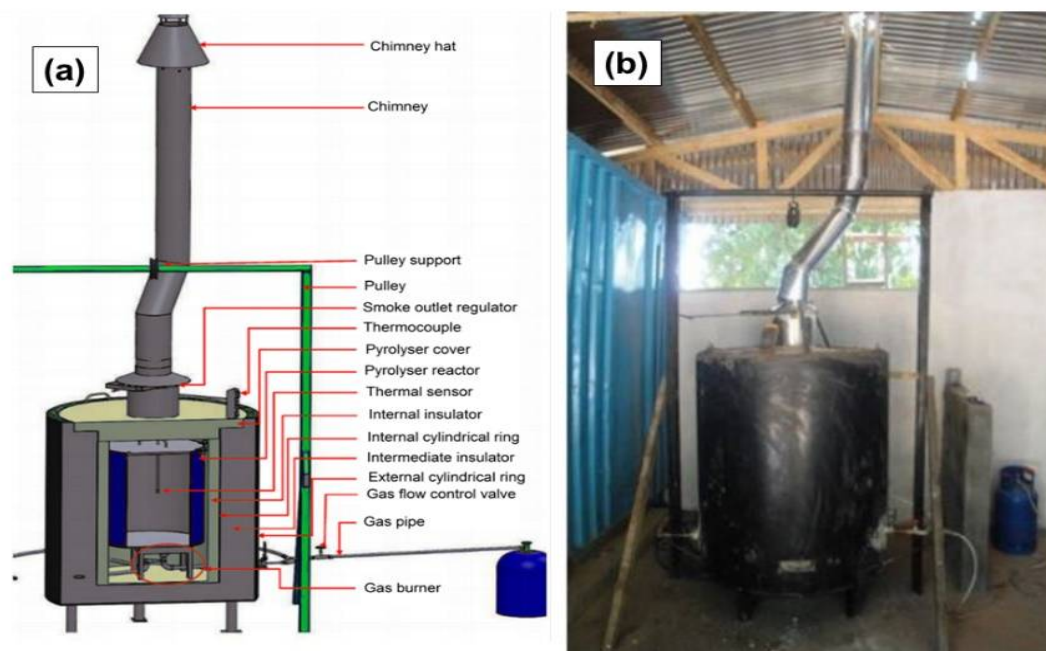 (a)
Chimney hat
Chimney
Pulley support
Pulley
Smoke outlet regulator
Thermocouple
Pyrolyser cover
Pyrolyser reactor
Thermal sensor
Internal insulator
Internal cylindrical ring
Intermediate insulator
External cylindrical ring
Gas flow control valve
Gas pipe
Gas burner
(b)